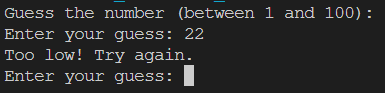 Guess the number (between 1 and 100):
Enter your guess: 22
Too low! Try again.
Enter your guess: